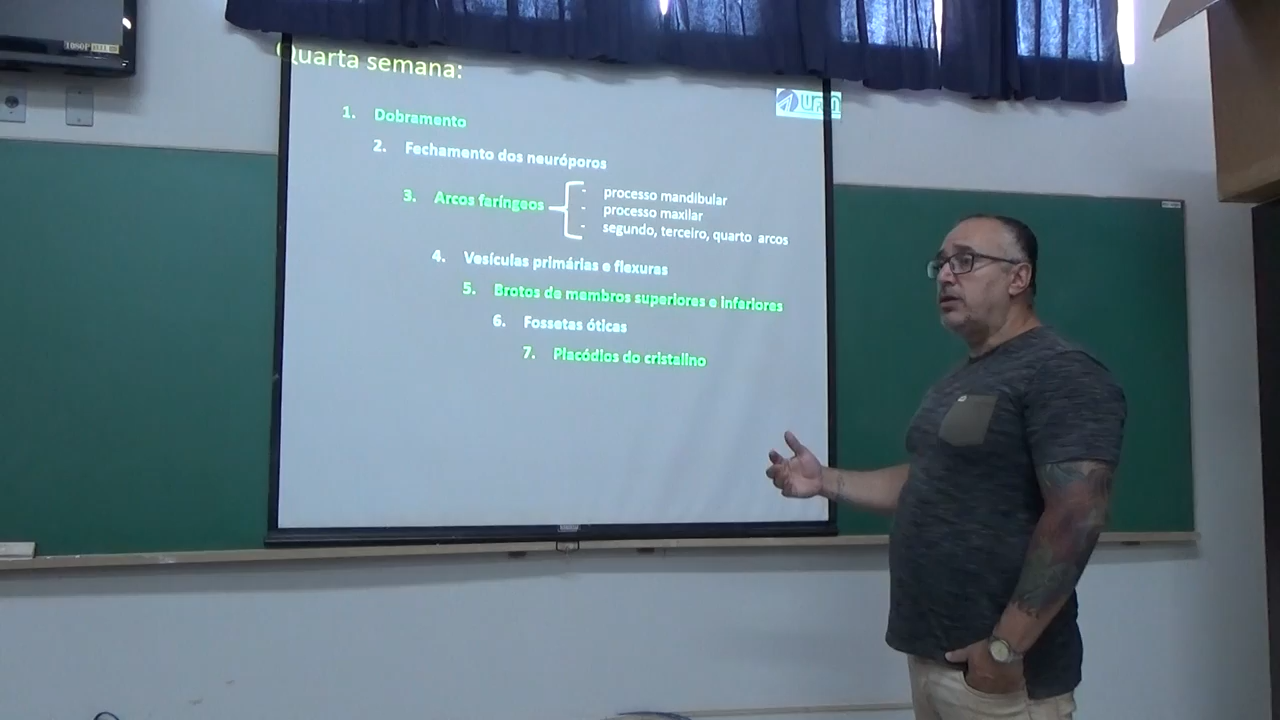 Quarta semana:
1. Dobramento
2. Fechamento dos neuróporos
3. Arcos faríngeos
- processo mandibular
- processo maxilar
- segundo, terceiro, quarto arcos
4. Vesículas primárias e flexuras
5. Brotos de membros superiores e inferiores
6. Fossetas óticas
7. Placódios do cristalino
1080P